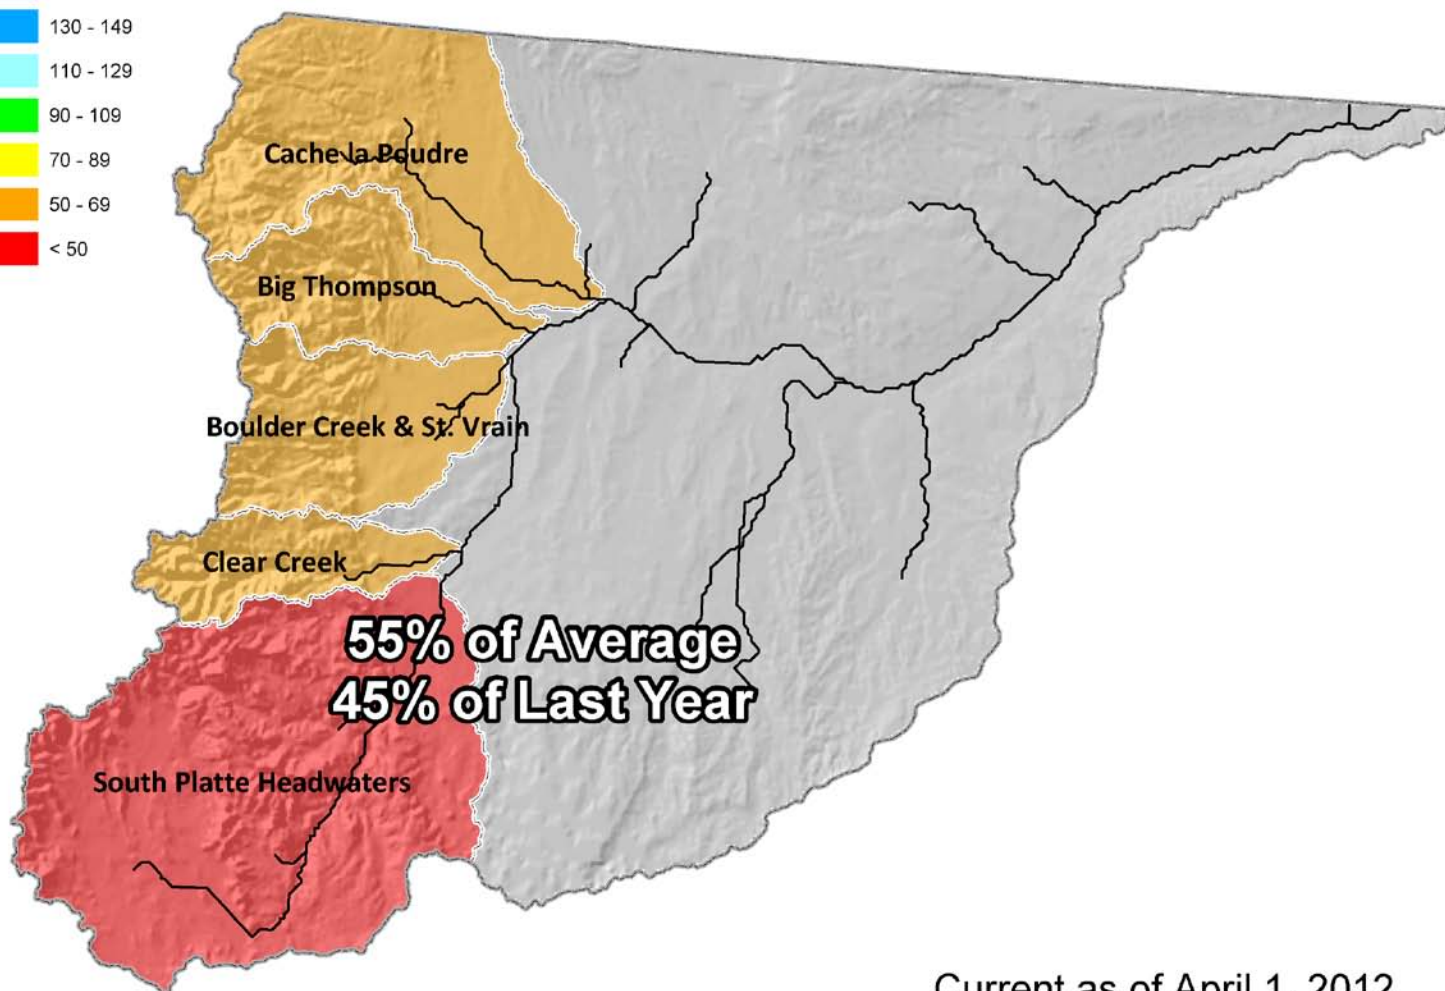 130 - 149
110 - 129
90 - 109
70 - 89
50 - 69
< 50
Cache la Poudre
Big Thompson
Boulder Creek & St. Vrain
Clear Creek
55% of Average
45% of Last Year
South Platte Headwaters
Current as of April 1, 2012